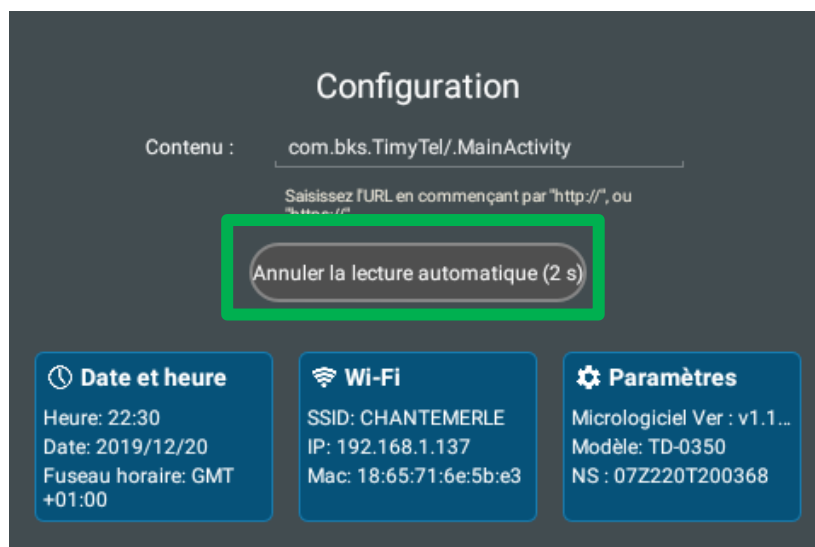 Configuration
Contenu : com.bks.TimyTel/.MainActivity
Saisissez l'URL en commençant par "http://", ou
"https://"
Annuler la lecture automatique (2 s)
Date et heure
Heure: 22:30
Date: 2019/12/20
Fuseau horaire: GMT
+01:00
Wi-Fi
SSID: CHANTEMERLE
IP: 192.168.1.137
Mac: 18:65:71:6e:5b:e3
Paramètres
Micrologiciel Ver : v1.1...
Modèle: TD-0350
NS : 07Z220T200368